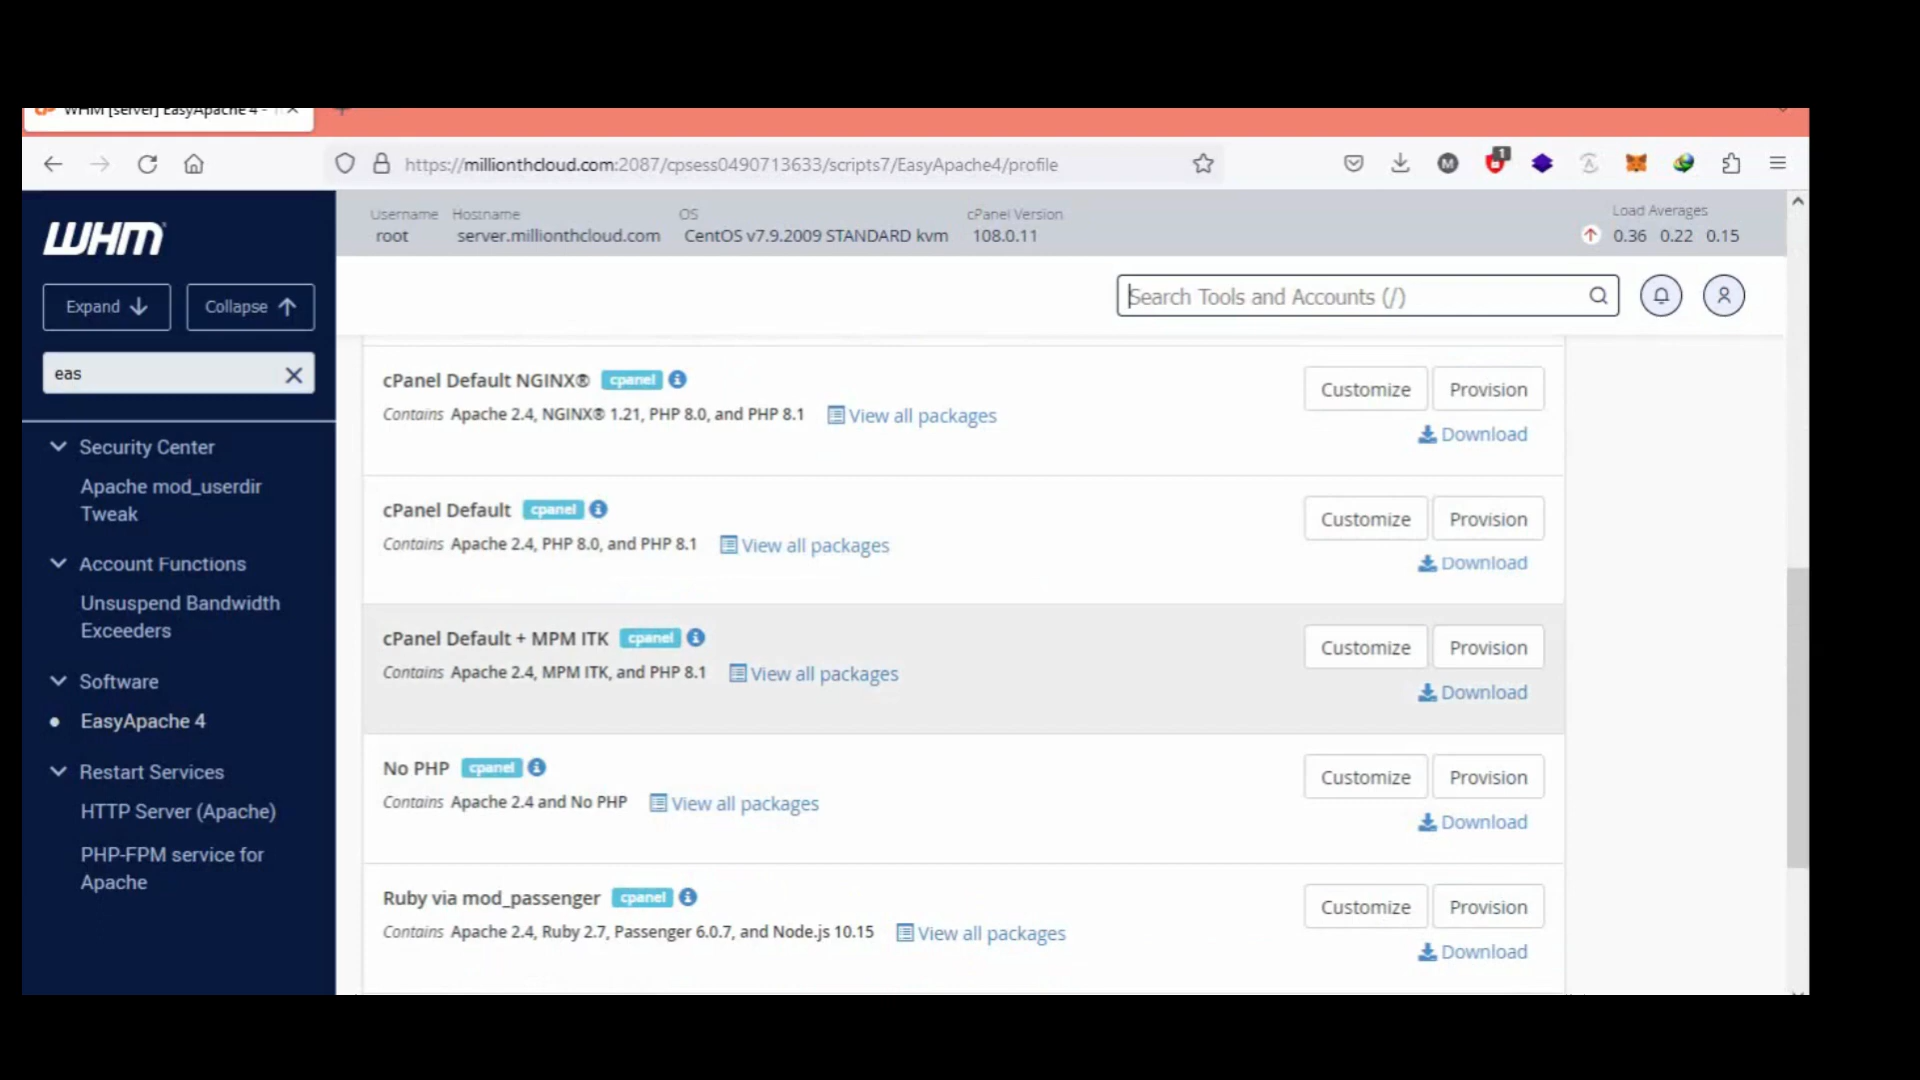 WHM [server] EasyApache 4 -
https://millionthcloud.com:2087/cpsess0490713633/scripts7/EasyApache4/profile
1
WHM
Username Hostname OS cPanel Version Load Averages
root server.millionthcloud.com CentOS v7.9.2009 STANDARD kvm 108.0.11 0.36 0.22 0.15
Expand Collapse
Search Tools and Accounts (/)
eas
Security Center
Apache mod_userdir
Tweak
Account Functions
Unsuspend Bandwidth
Exceeders
Software
EasyApache 4
Restart Services
HTTP Server (Apache)
PHP-FPM service for
Apache
cPanel Default NGINX® cpanel Customize Provision
Contains Apache 2.4, NGINX® 1.21, PHP 8.0, and PHP 8.1 View all packages
Download
cPanel Default cpanel Customize Provision
Contains Apache 2.4, PHP 8.0, and PHP 8.1 View all packages
Download
cPanel Default + MPM ITK cpanel Customize Provision
Contains Apache 2.4, MPM ITK, and PHP 8.1 View all packages
Download
No PHP cpanel Customize Provision
Contains Apache 2.4 and No PHP View all packages
Download
Ruby via mod_passenger cpanel Customize Provision
Contains Apache 2.4, Ruby 2.7, Passenger 6.0.7, and Node.js 10.15 View all packages
Download